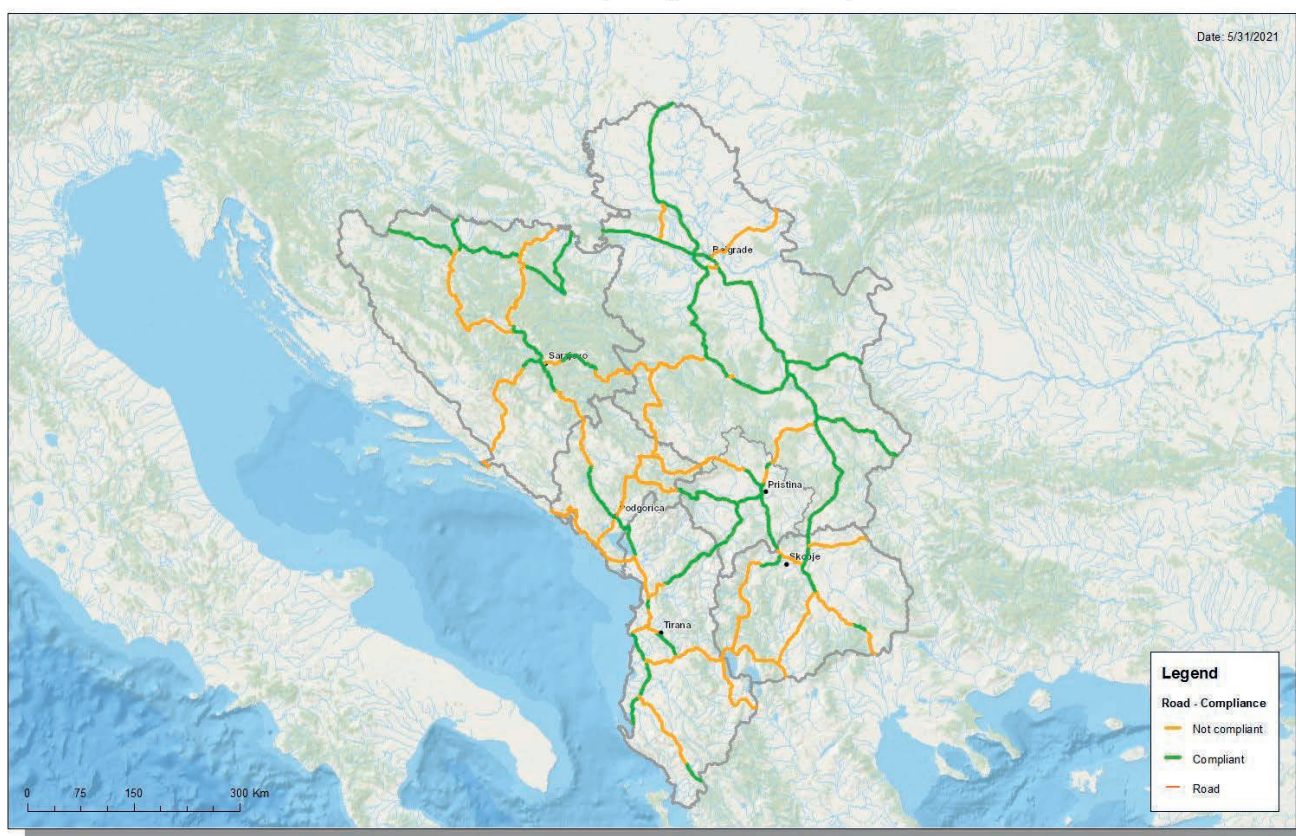 Date: 5/31/2021
Belgrade
Sarajevo
Pristina
Podgorica
Skopje
Tirana
Legend
Road - Compliance
Not compliant
Compliant
Road
0 75 150 300 Km